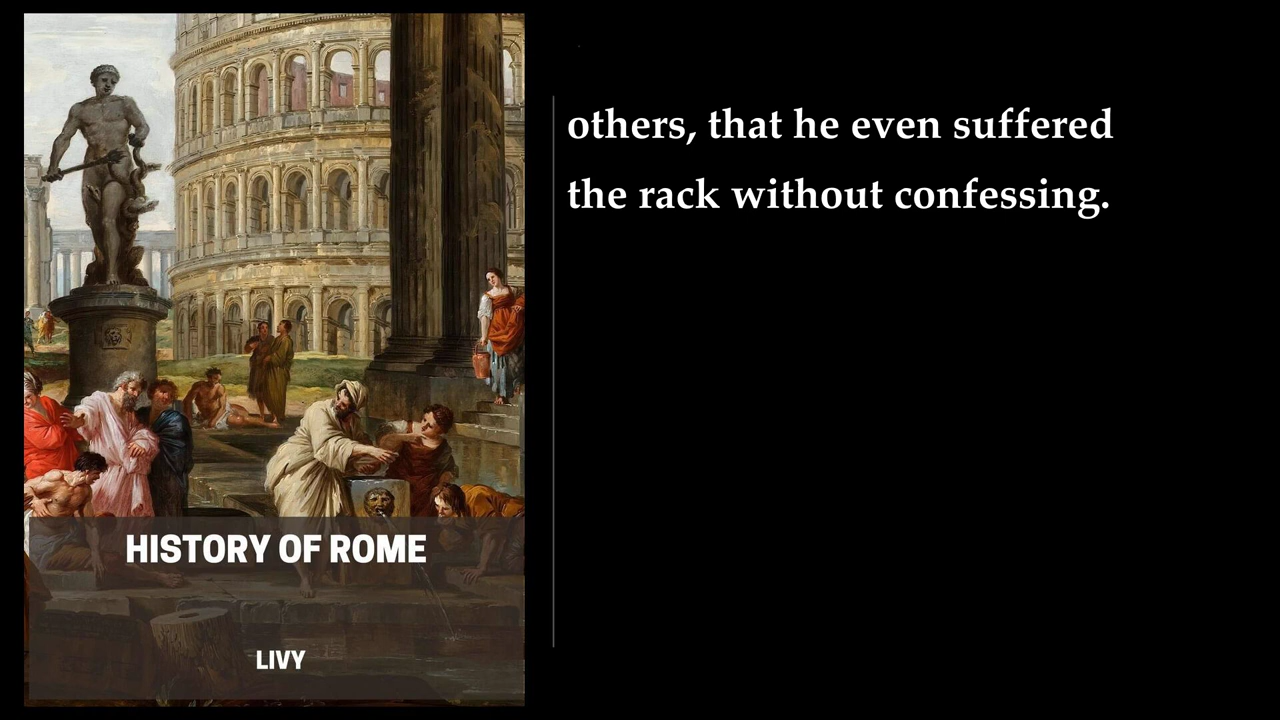 others, that he even suffered
the rack without confessing.
HISTORY OF ROME
LIVY